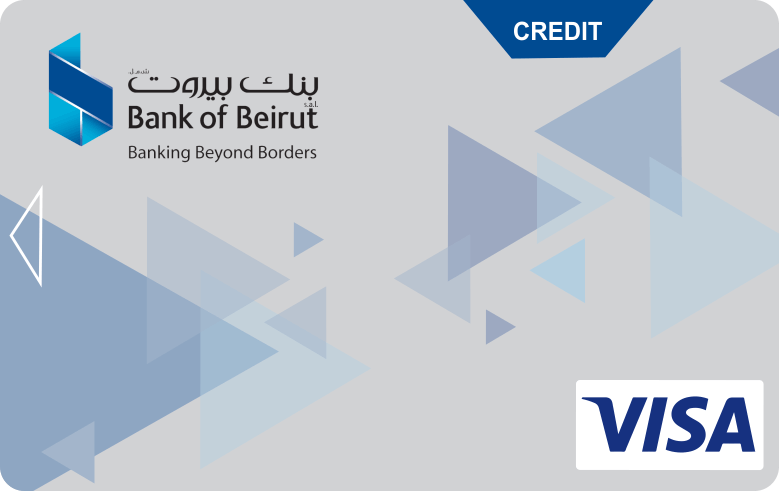 CREDIT
ش.م.ل.
بنك بيروت
s.a.l.
Bank of Beirut
Banking Beyond Borders
VISA